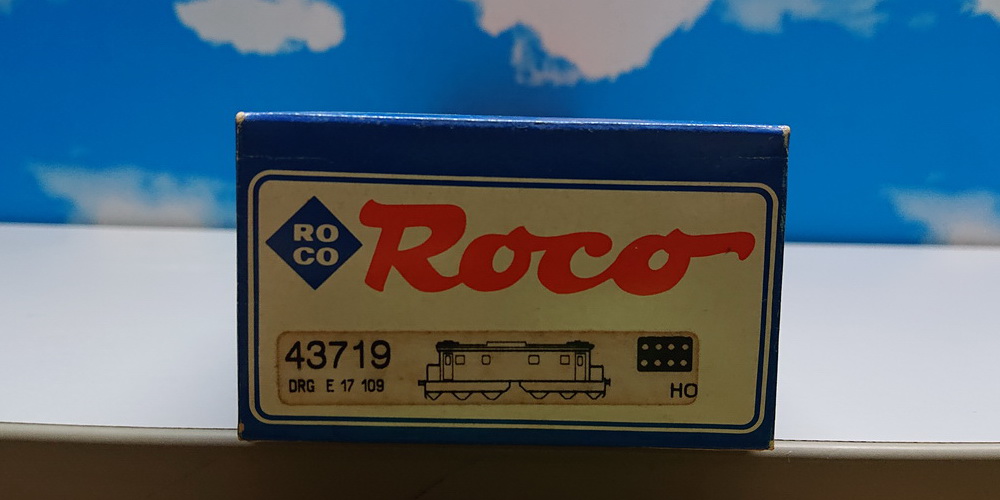 RO
CO
Roco
43719
DRG E 17 109
HO